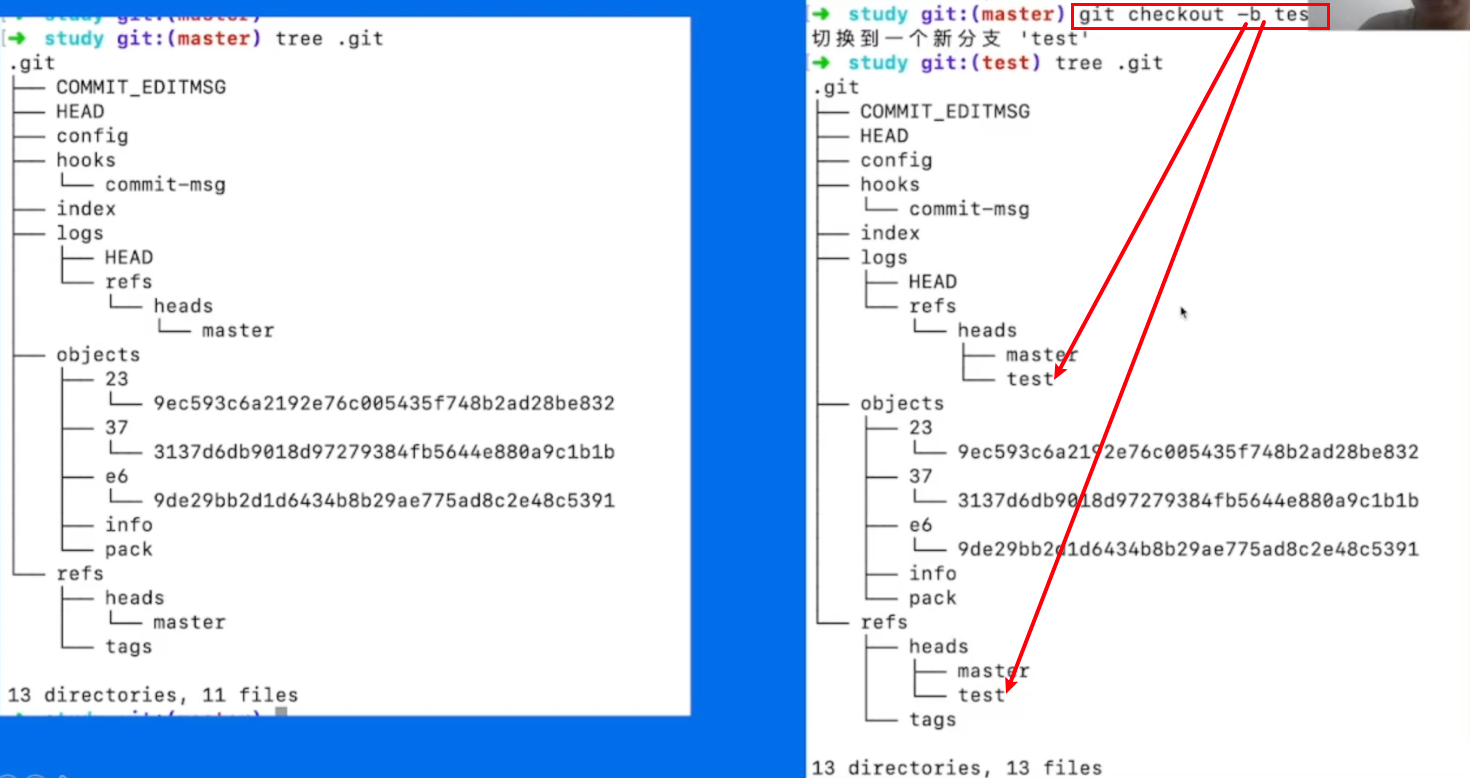 ➜ study git:(master) tree .git
.git
├── COMMIT_EDITMSG
├── HEAD
├── config
├── hooks
│   └── commit-msg
├── index
├── logs
│   ├── HEAD
│   └── refs
│       └── heads
│           └── master
├── objects
│   ├── 23
│   │   └── 9ec593c6a2192e76c005435f748b2ad28be832
│   ├── 37
│   │   └── 3137d6db9018d97279384fb5644e880a9c1b1b
│   ├── e6
│   │   └── 9de29bb2d1d6434b8b29ae775ad8c2e48c5391
│   ├── info
│   └── pack
└── refs
    ├── heads
    │   └── master
    └── tags
13 directories, 11 files
➜ study git:(master) git checkout -b tes
切换到一个新分支 'test'
➜ study git:(test) tree .git
.git
├── COMMIT_EDITMSG
├── HEAD
├── config
├── hooks
│   └── commit-msg
├── index
├── logs
│   ├── HEAD
│   └── refs
│       └── heads
│           ├── master
│           └── test
├── objects
│   ├── 23
│   │   └── 9ec593c6a2192e76c005435f748b2ad28be832
│   ├── 37
│   │   └── 3137d6db9018d97279384fb5644e880a9c1b1b
│   ├── e6
│   │   └── 9de29bb2d1d6434b8b29ae775ad8c2e48c5391
│   ├── info
│   └── pack
└── refs
    ├── heads
    │   ├── master
    │   └── test
    └── tags
13 directories, 13 files